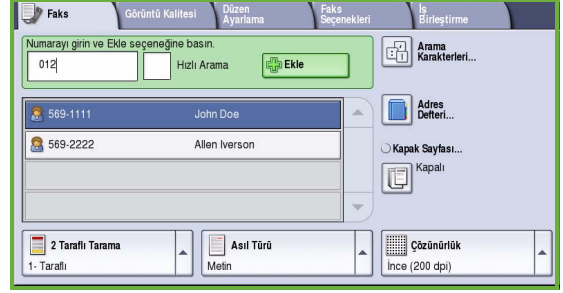 Faks
Görüntü Kalitesi
Düzen
Ayarlama
Faks
Seçenekleri
İş
Birleştirme
Numarayı girin ve Ekle seçeneğine basın.
012
Hızlı Arama
Ekle
Arama
Karakterleri...
569-1111 John Doe
Adres
Defteri...
569-2222 Allen Iverson
Kapak Sayfası...
Kapalı
2 Taraflı Tarama
1- Taraflı
Asıl Türü
Metin
Çözünürlük
İnce (200 dpi)